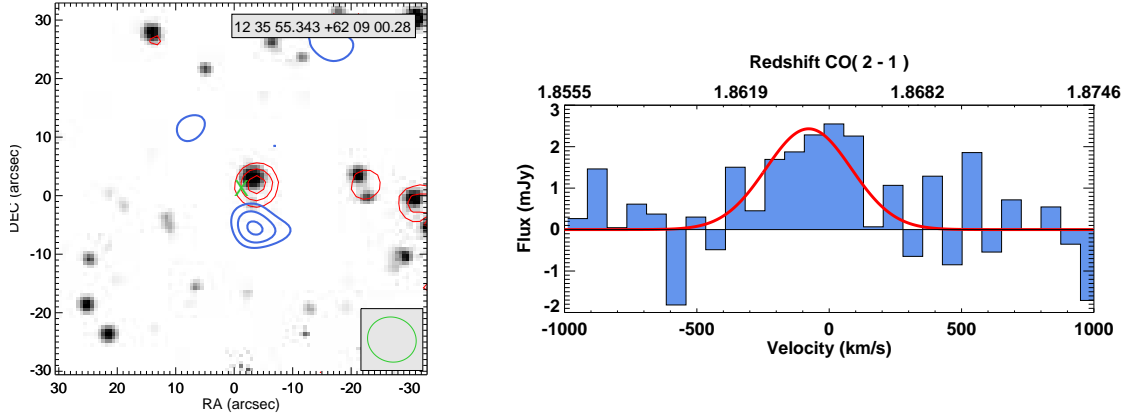 12 35 55.343 +62 09 00.28
30
20
10
0
-10
-20
-30
DEC (arcsec)
30 20 10 0 -10 -20 -30
RA (arcsec)
Redshift CO( 2 - 1 )
1.8555 1.8619 1.8682 1.8746
3
2
1
0
-1
-2
Flux (mJy)
-1000 -500 0 500 1000
Velocity (km/s)